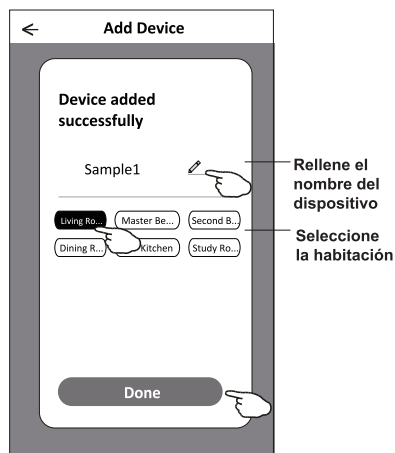 Add Device
Device added
successfully
Sample1
Rellene el
nombre del
dispositivo
Living Ro...
Master Be...
Second B...
Seleccione
la habitación
Dining R...
Kitchen
Study Ro...
Done